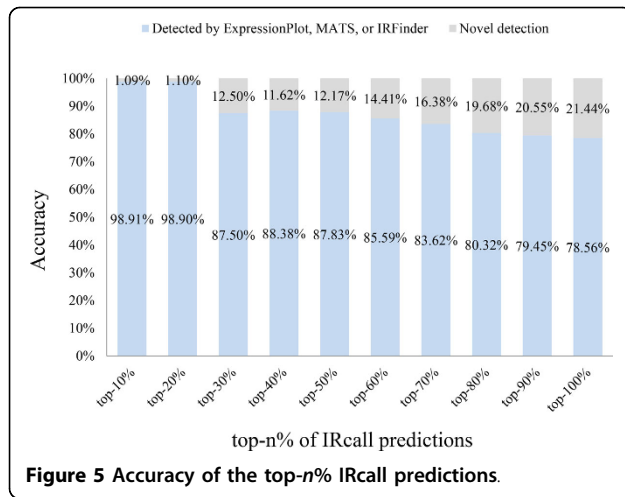 Detected by ExpressionPlot, MATS, or IRFinder
Novel detection
100%
90%
80%
70%
60%
50%
40%
30%
20%
10%
0%
Accuracy
1.09%
1.10%
12.50%
11.62%
12.17%
14.41%
16.38%
19.68%
20.55%
21.44%
98.91%
98.90%
87.50%
88.38%
87.83%
85.59%
83.62%
80.32%
79.45%
78.56%
top-10%
top-20%
top-30%
top-40%
top-50%
top-60%
top-70%
top-80%
top-90%
top-100%
top-n% of IRcall predictions
Figure 5 Accuracy of the top-n% IRcall predictions.